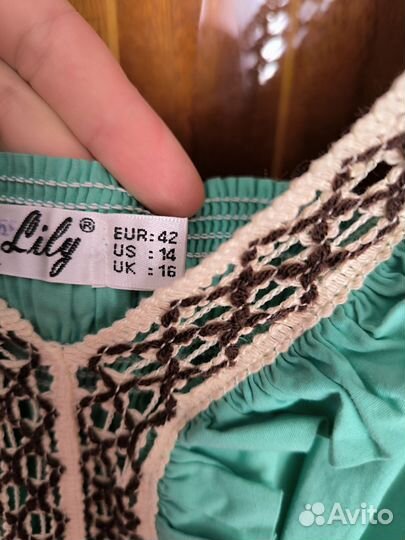 Lily®
EUR: 42
US : 14
UK : 16
Avito